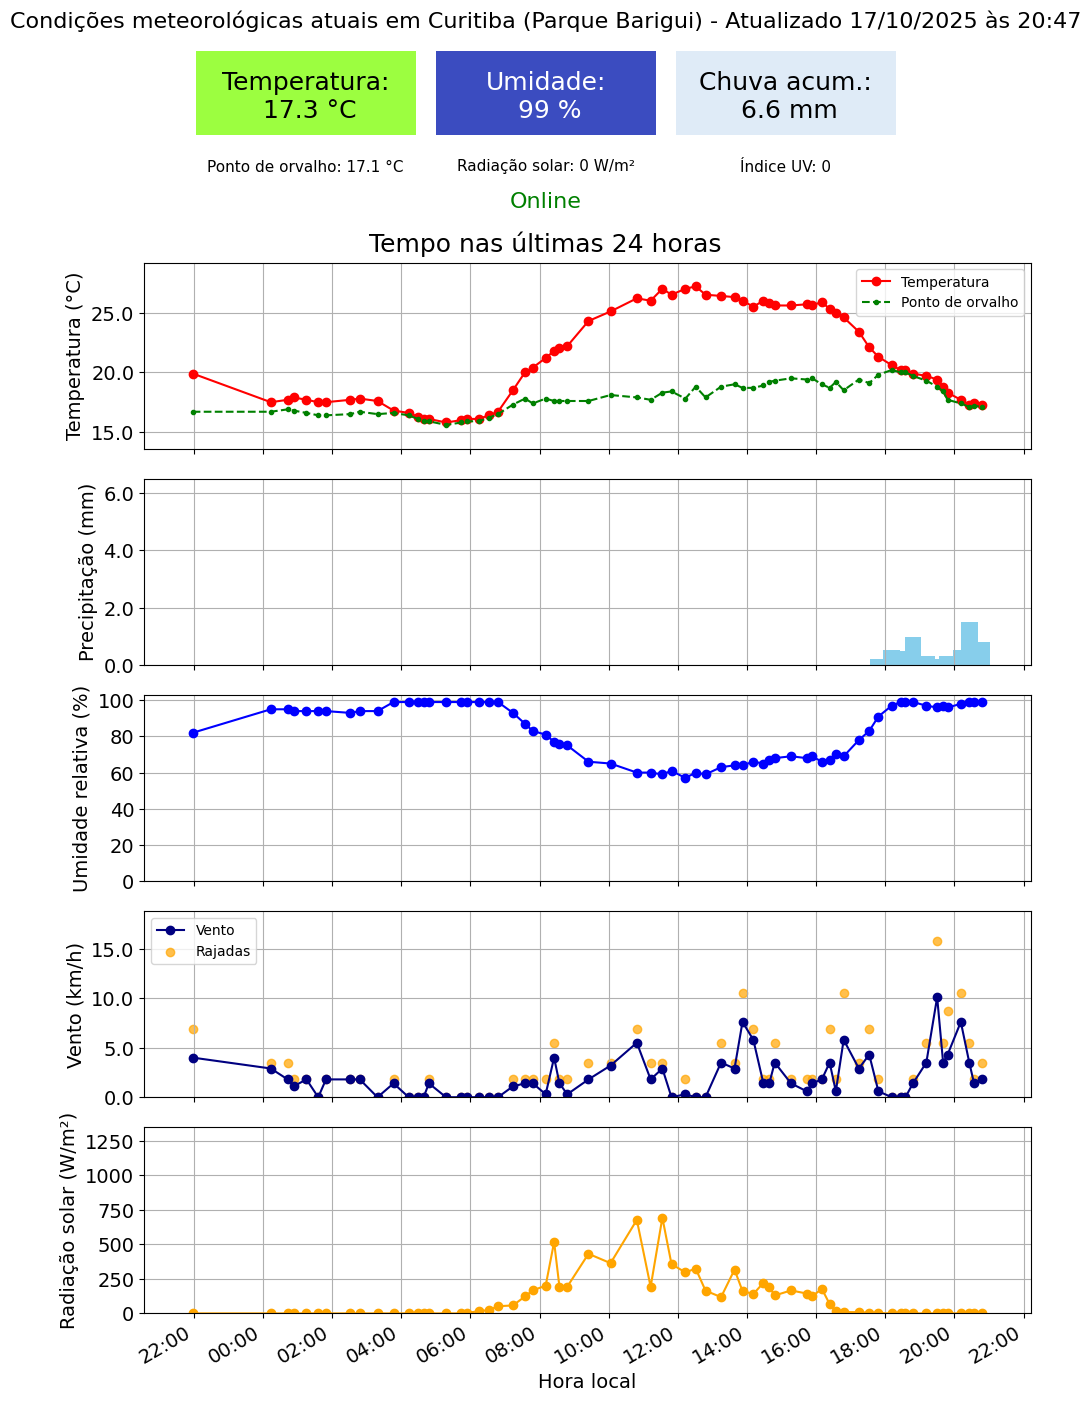 Condições meteorológicas atuais em Curitiba (Parque Barigui) - Atualizado 17/10/2025 às 20:47
Temperatura:
17.3 °C
Umidade:
99 %
Chuva acum.:
6.6 mm
Ponto de orvalho: 17.1 °C
Radiação solar: 0 W/m²
Índice UV: 0
Online
Tempo nas últimas 24 horas
Temperatura (°C)
25.0
20.0
15.0
Temperatura
Ponto de orvalho
Precipitação (mm)
6.0
4.0
2.0
0.0
Umidade relativa (%)
100
80
60
40
20
0
Vento (km/h)
15.0
10.0
5.0
0.0
Vento
Rajadas
Radiação solar (W/m²)
1250
1000
750
500
250
0
22:00
00:00
02:00
04:00
06:00
08:00
10:00
12:00
14:00
16:00
18:00
20:00
22:00
Hora local